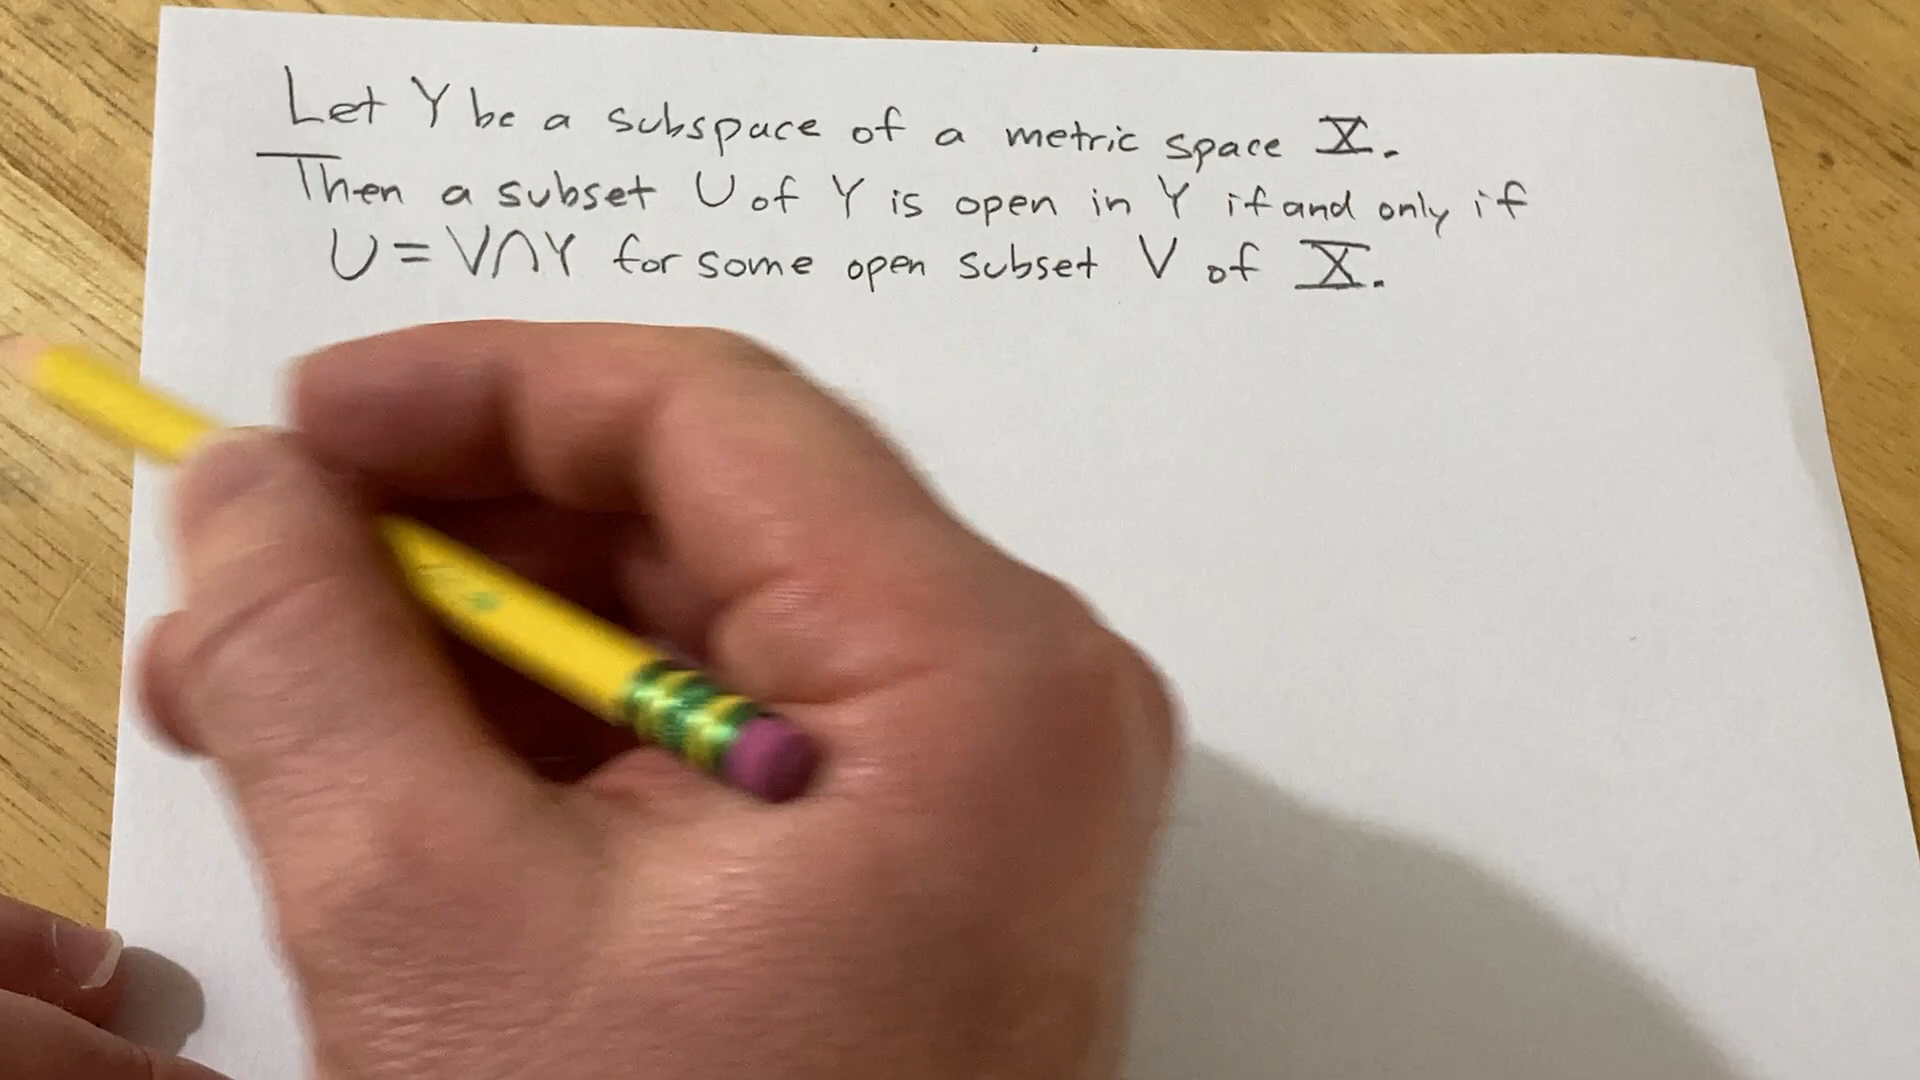 Let Y be a subspace of a metric space X.
Then a subset U of Y is open in Y if and only if
U = V∩Y for some open subset V of X.